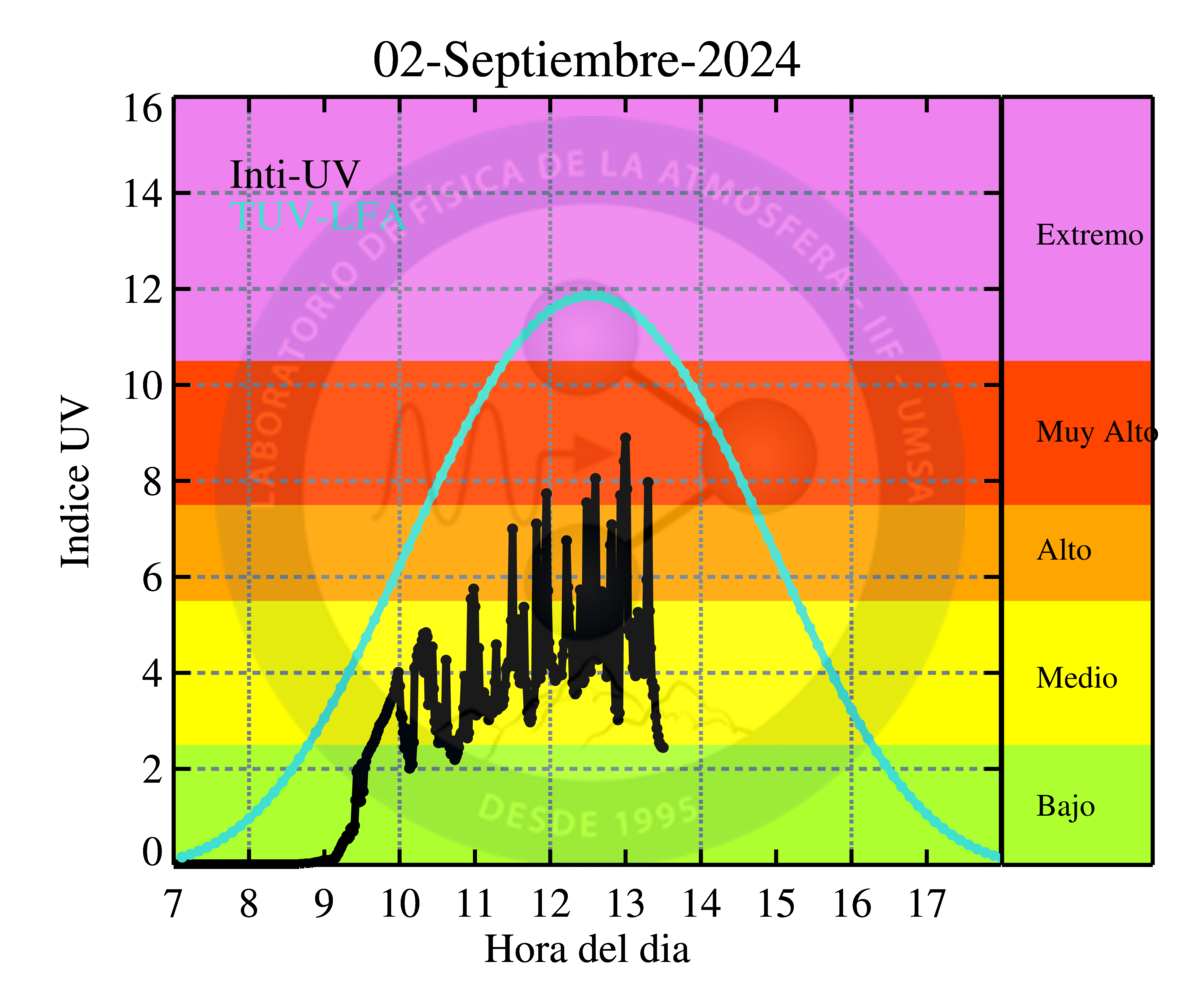 02-Septiembre-2024
16
14
12
10
8
6
4
2
0
Indice UV
Inti-UV
TUV-LFA
LABORATORIO DE FÍSICA DE LA ATMÓSFERA - IIF - UMSA
DESDE 1995
Extremo
Muy Alto
Alto
Medio
Bajo
7 8 9 10 11 12 13 14 15 16 17
Hora del dia